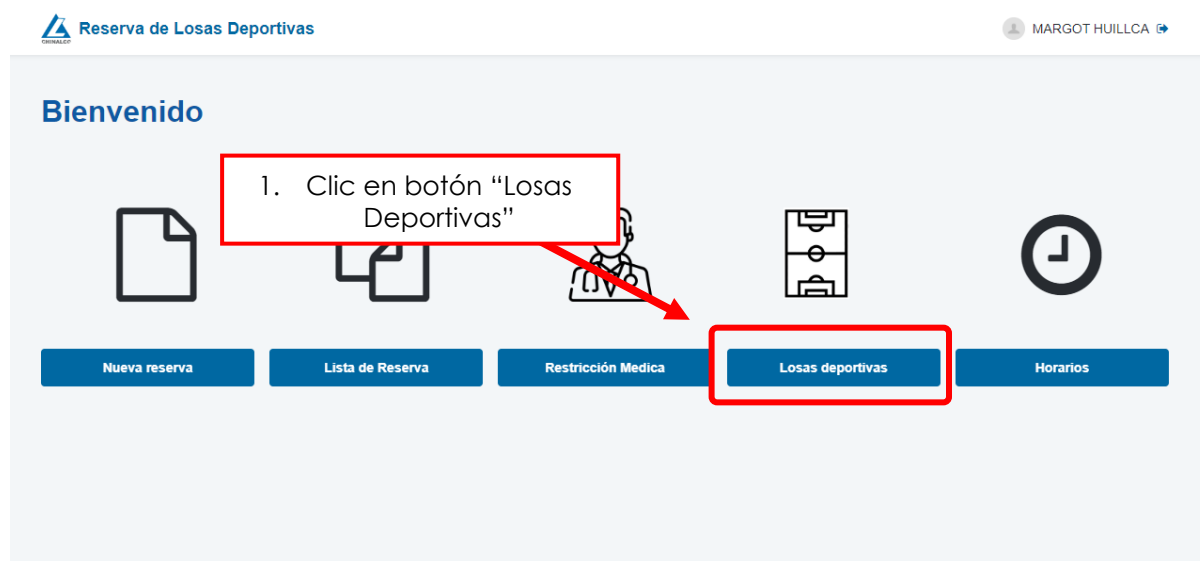 CHINALCO
Reserva de Losas Deportivas
MARGOT HUILLCA
Bienvenido
1. Clic en botón “Losas
Deportivas”
Nueva reserva
Lista de Reserva
Restricción Medica
Losas deportivas
Horarios